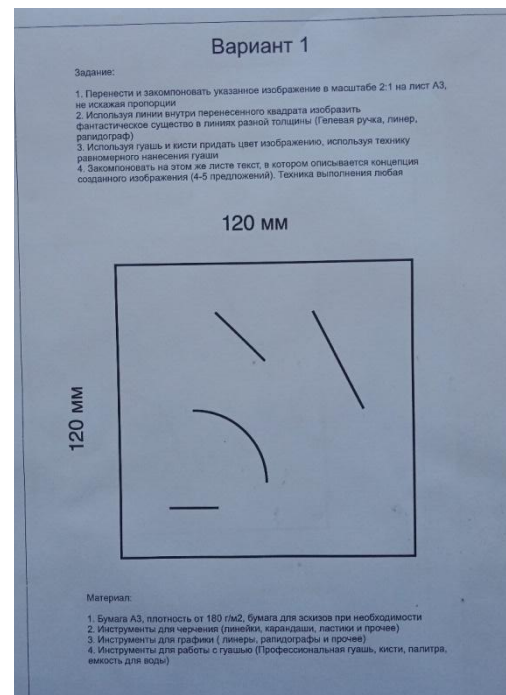 Вариант 1
Задание:
1. Перенести и закомпоновать указанное изображение в масштабе 2:1 на лист А3,
не искажая пропорции
2. Используя линии внутри перенесенного квадрата изобразить
фантастическое существо в линиях разной толщины (Гелевая ручка, линер,
рапидограф)
3. Используя гуашь и кисти придать цвет изображению, используя технику
равномерного нанесения гуаши
4. Закомпоновать на этом же листе текст, в котором описывается концепция
созданного изображения (4-5 предложений). Техника выполнения любая
120 мм
120 мм
Материал:
1. Бумага А3, плотность от 180 г/м2, бумага для эскизов при необходимости
2. Инструменты для черчения (линейки, карандаши, ластики и прочее)
3. Инструменты для графики ( линеры, рапидографы и прочее)
4. Инструменты для работы с гуашью (Профессиональная гуашь, кисти, палитра,
емкость для воды)